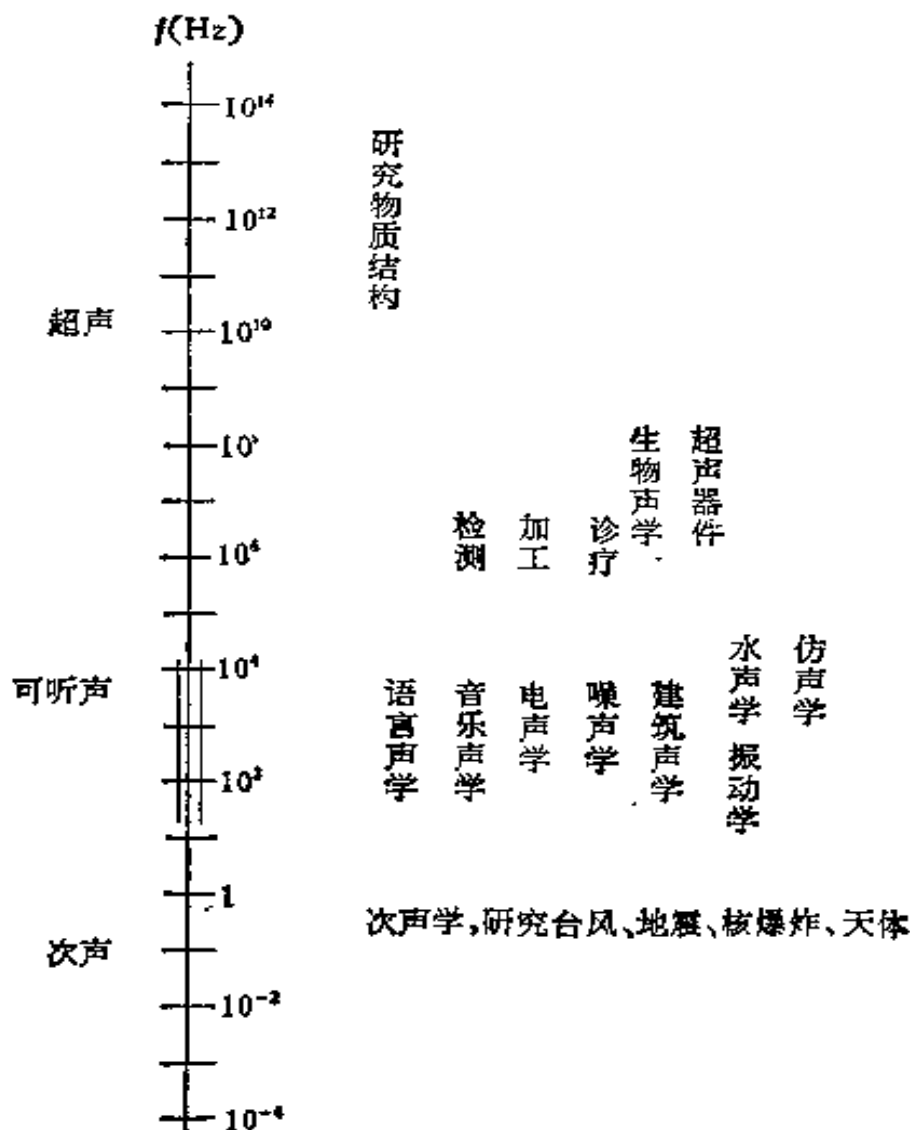 f(Hz)
10¹⁴
研究物质结构
10¹²
超声
10¹⁰
10⁸
生物声学
超声器件
检测
加工
诊疗
10⁶
可听声
10⁴
水声学
仿声学
语言声学
音乐声学
电声学
噪声学
建筑声学
振动学
10²
1
次声学,研究台风、地震、核爆炸、天体
次声
10⁻²
10⁻⁴